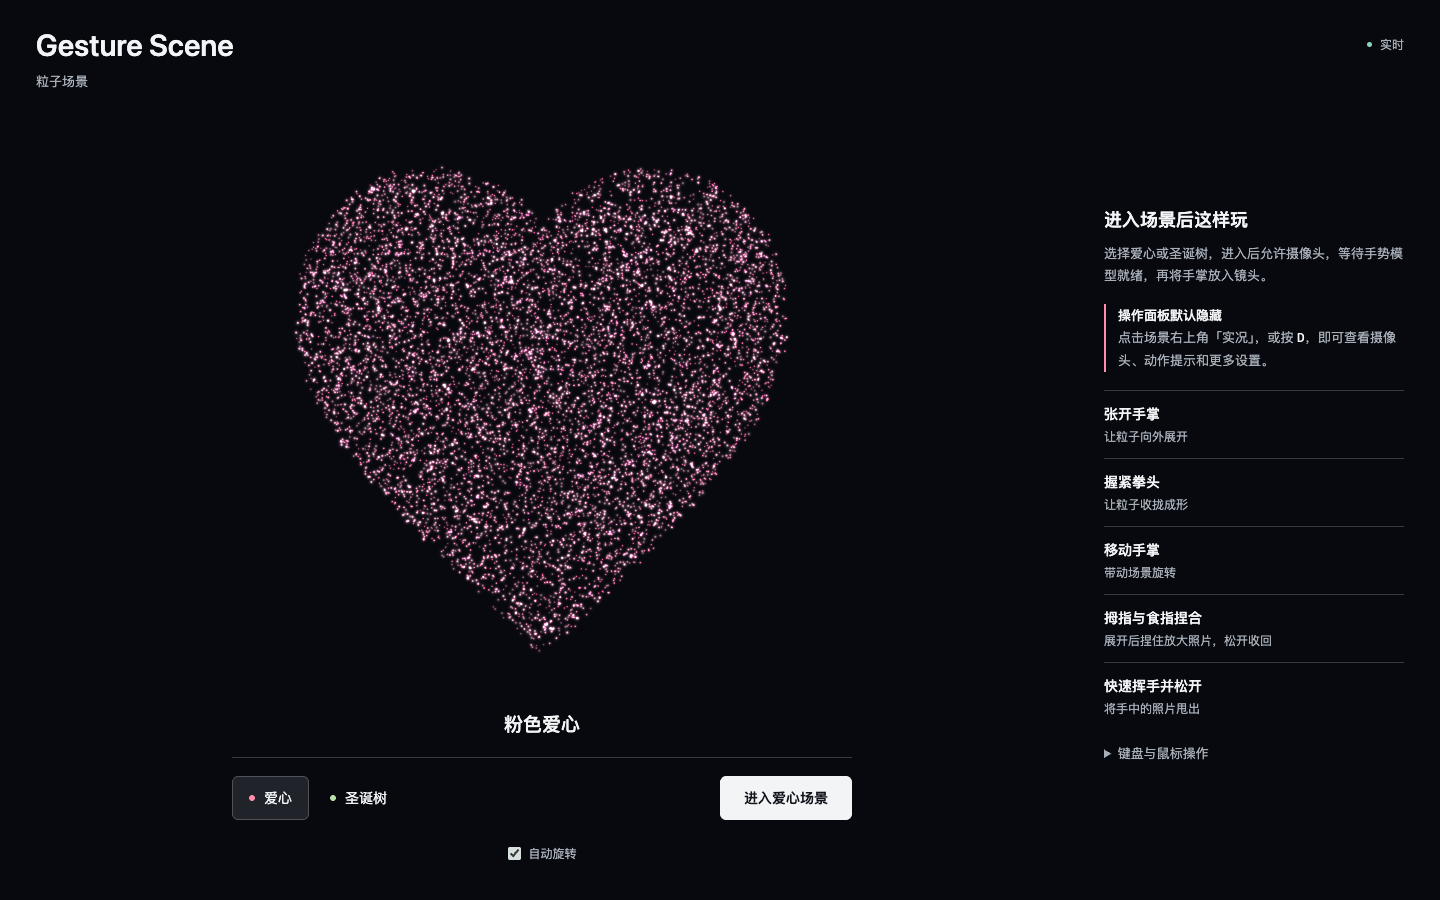 Gesture Scene
粒子场景
实时
粉色爱心
爱心
圣诞树
进入爱心场景
自动旋转
进入场景后这样玩
选择爱心或圣诞树，进入后允许摄像头，等待手势模
型就绪，再将手掌放入镜头。
操作面板默认隐藏
点击场景右上角「实况」，或按 D，即可查看摄像
头、动作提示和更多设置。
张开手掌
让粒子向外展开
握紧拳头
让粒子收拢成形
移动手掌
带动场景旋转
拇指与食指捏合
展开后捏住放大照片，松开收回
快速挥手并松开
将手中的照片甩出
键盘与鼠标操作